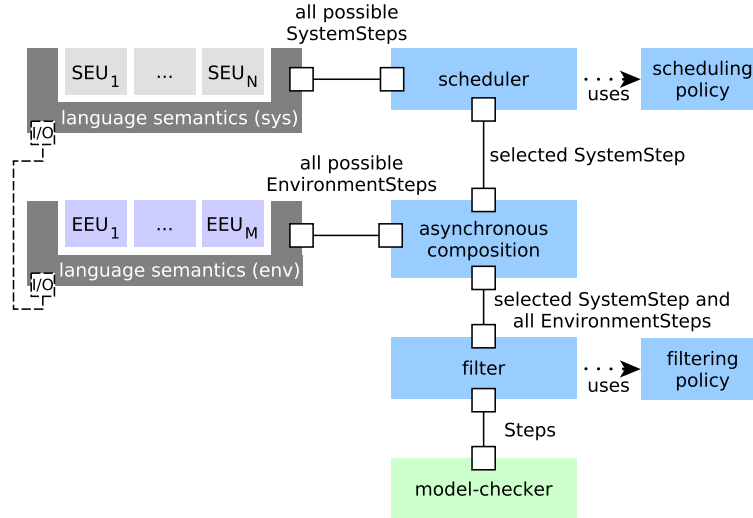 all possible
SystemSteps
SEU1 ... SEUN
language semantics (sys)
I/O
scheduler
uses
scheduling
policy
selected SystemStep
all possible
EnvironmentSteps
EEU1 ... EEUM
language semantics (env)
I/O
asynchronous
composition
selected SystemStep and
all EnvironmentSteps
filter
uses
filtering
policy
Steps
model-checker